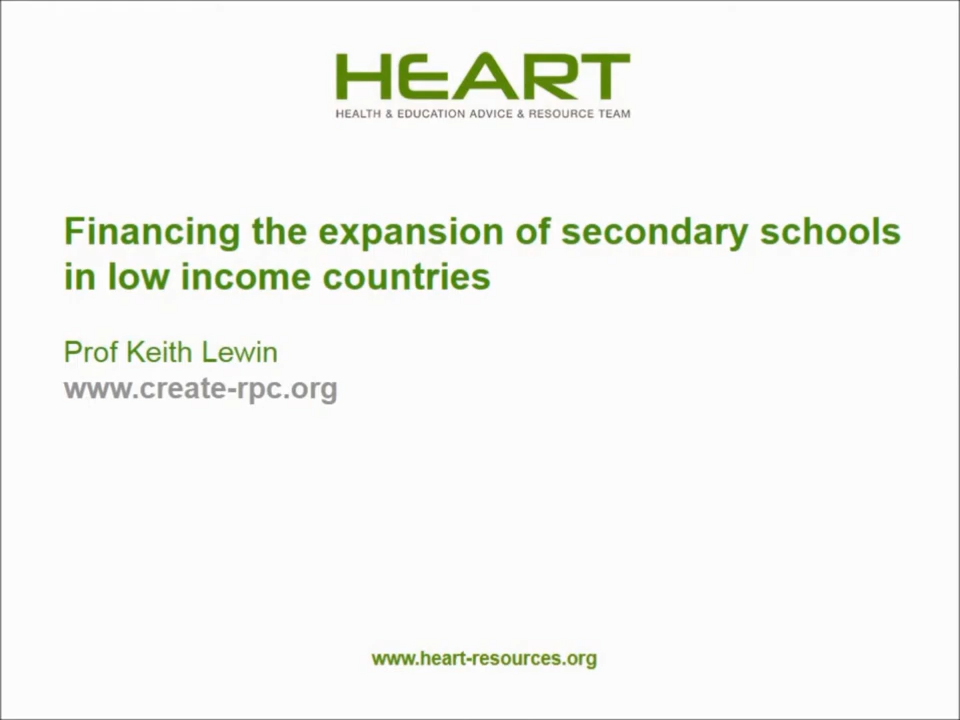 HEART
HEALTH & EDUCATION ADVICE & RESOURCE TEAM
Financing the expansion of secondary schools
in low income countries
Prof Keith Lewin
www.create-rpc.org
www.heart-resources.org